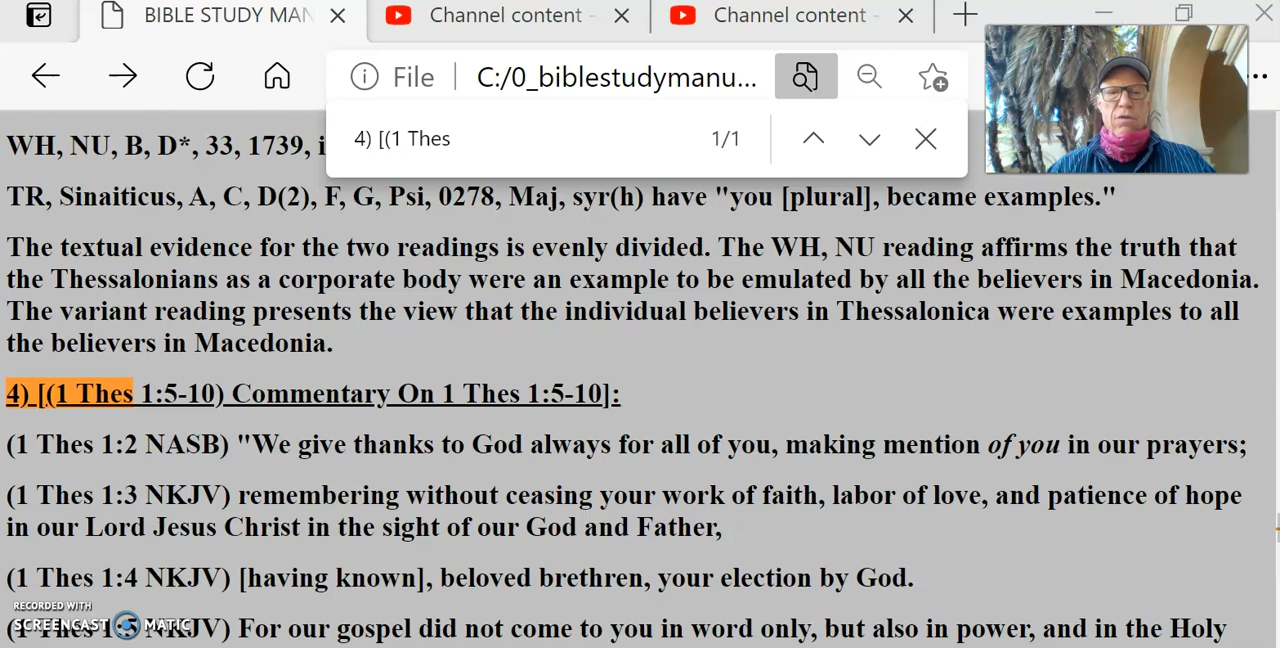 BIBLE STUDY MAN
Channel content -
Channel content -
File
C:/0_biblestudymanu...
4) [(1 Thes
1/1
WH, NU, B, D*, 33, 1739, i
TR, Sinaiticus, A, C, D(2), F, G, Psi, 0278, Maj, syr(h) have "you [plural], became examples."
The textual evidence for the two readings is evenly divided. The WH, NU reading affirms the truth that
the Thessalonians as a corporate body were an example to be emulated by all the believers in Macedonia.
The variant reading presents the view that the individual believers in Thessalonica were examples to all
the believers in Macedonia.
4) [(1 Thes 1:5-10) Commentary On 1 Thes 1:5-10]:
(1 Thes 1:2 NASB) "We give thanks to God always for all of you, making mention of you in our prayers;
(1 Thes 1:3 NKJV) remembering without ceasing your work of faith, labor of love, and patience of hope
in our Lord Jesus Christ in the sight of our God and Father,
(1 Thes 1:4 NKJV) [having known], beloved brethren, your election by God.
RECORDED WITH
SCREENCAST MATIC
(1 Thes 1:5 NKJV) For our gospel did not come to you in word only, but also in power, and in the Holy